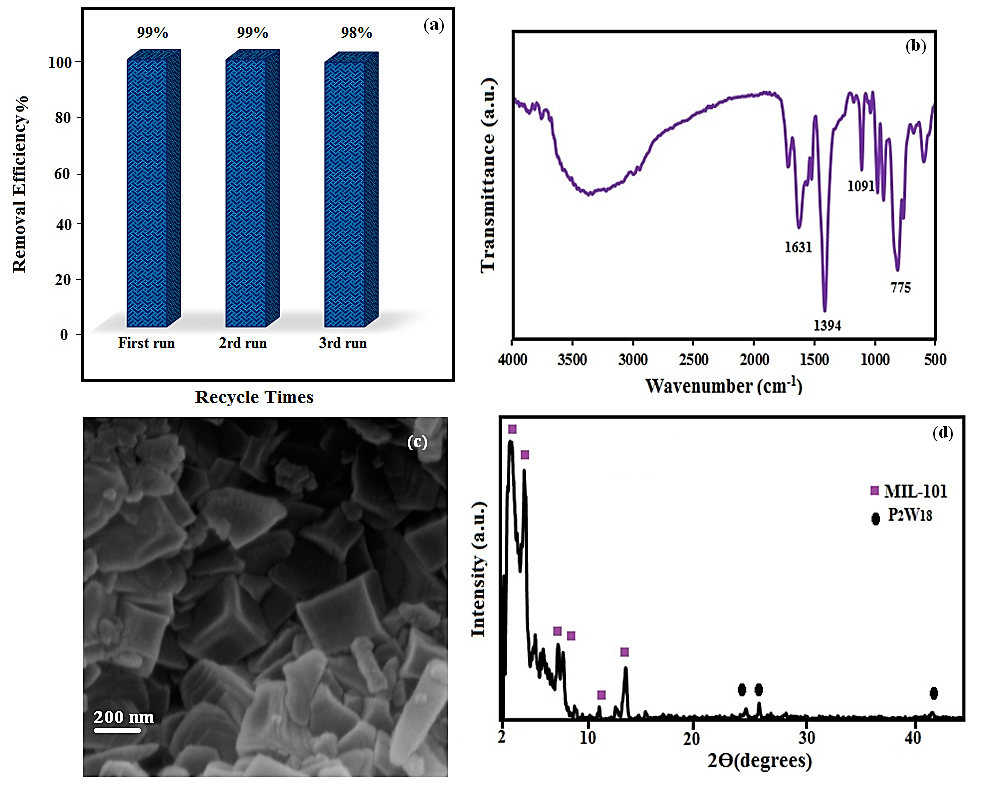 (a)
99% 99% 98%
100
80
60
40
20
0
Removal Efficiency%
First run 2rd run 3rd run
Recycle Times
(b)
Transmittance (a.u.)
1631
1394
1091
775
4000 3500 3000 2500 2000 1500 1000 500
Wavenumber (cm-1)
(c)
200 nm
(d)
Intensity (a.u.)
MIL-101
P2W18
2 10 20 30 40
2Ɵ(degrees)